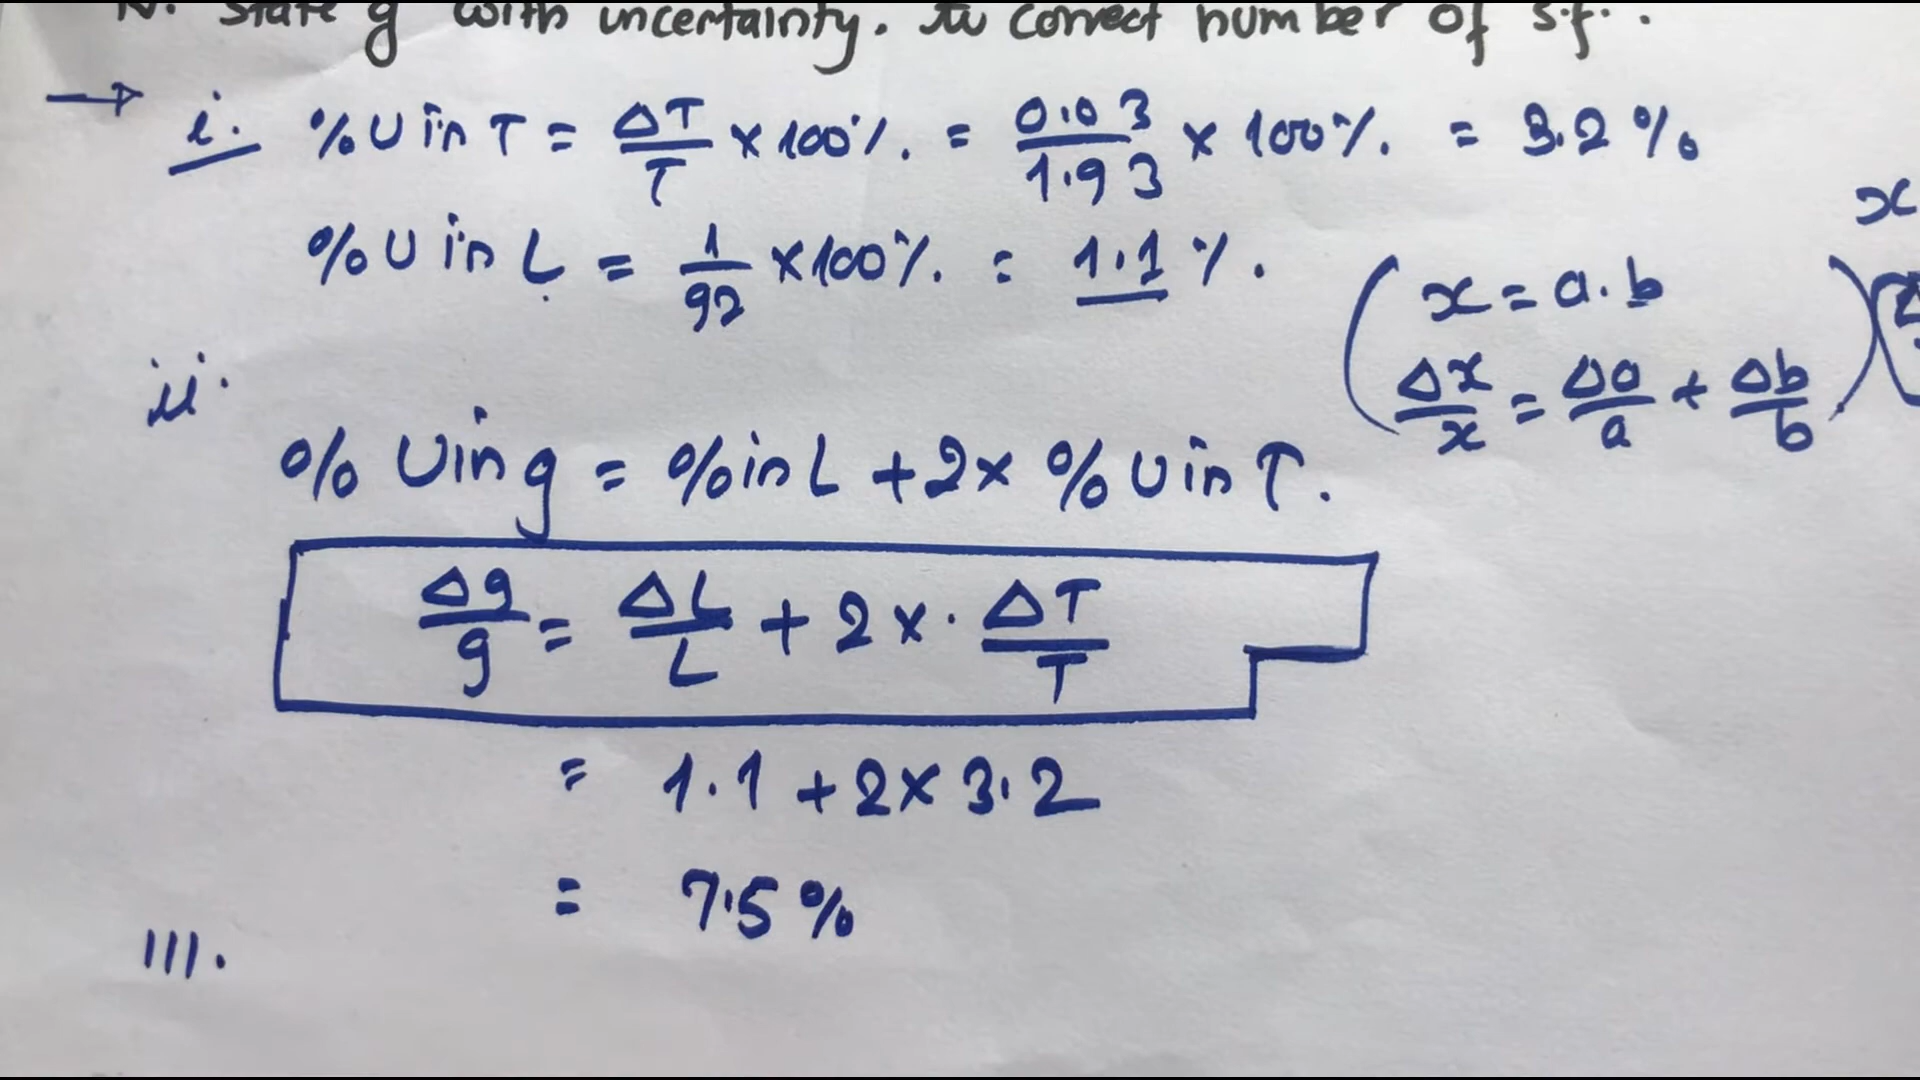 iv. State g with uncertainty. to correct number of s.f..
i. %U in T = ΔT/T × 100%. = 0.03/1.93 × 100%. = 3.2%
%U in L = 1/92 × 100%. = 1.1%.
x
(x = a.b
Δx/x = Δa/a + Δb/b)
ii.
% U in g = % in L + 2× % U in T.
Δg/g = ΔL/L + 2×. ΔT/T
= 1.1 + 2×3.2
= 7.5%
III.